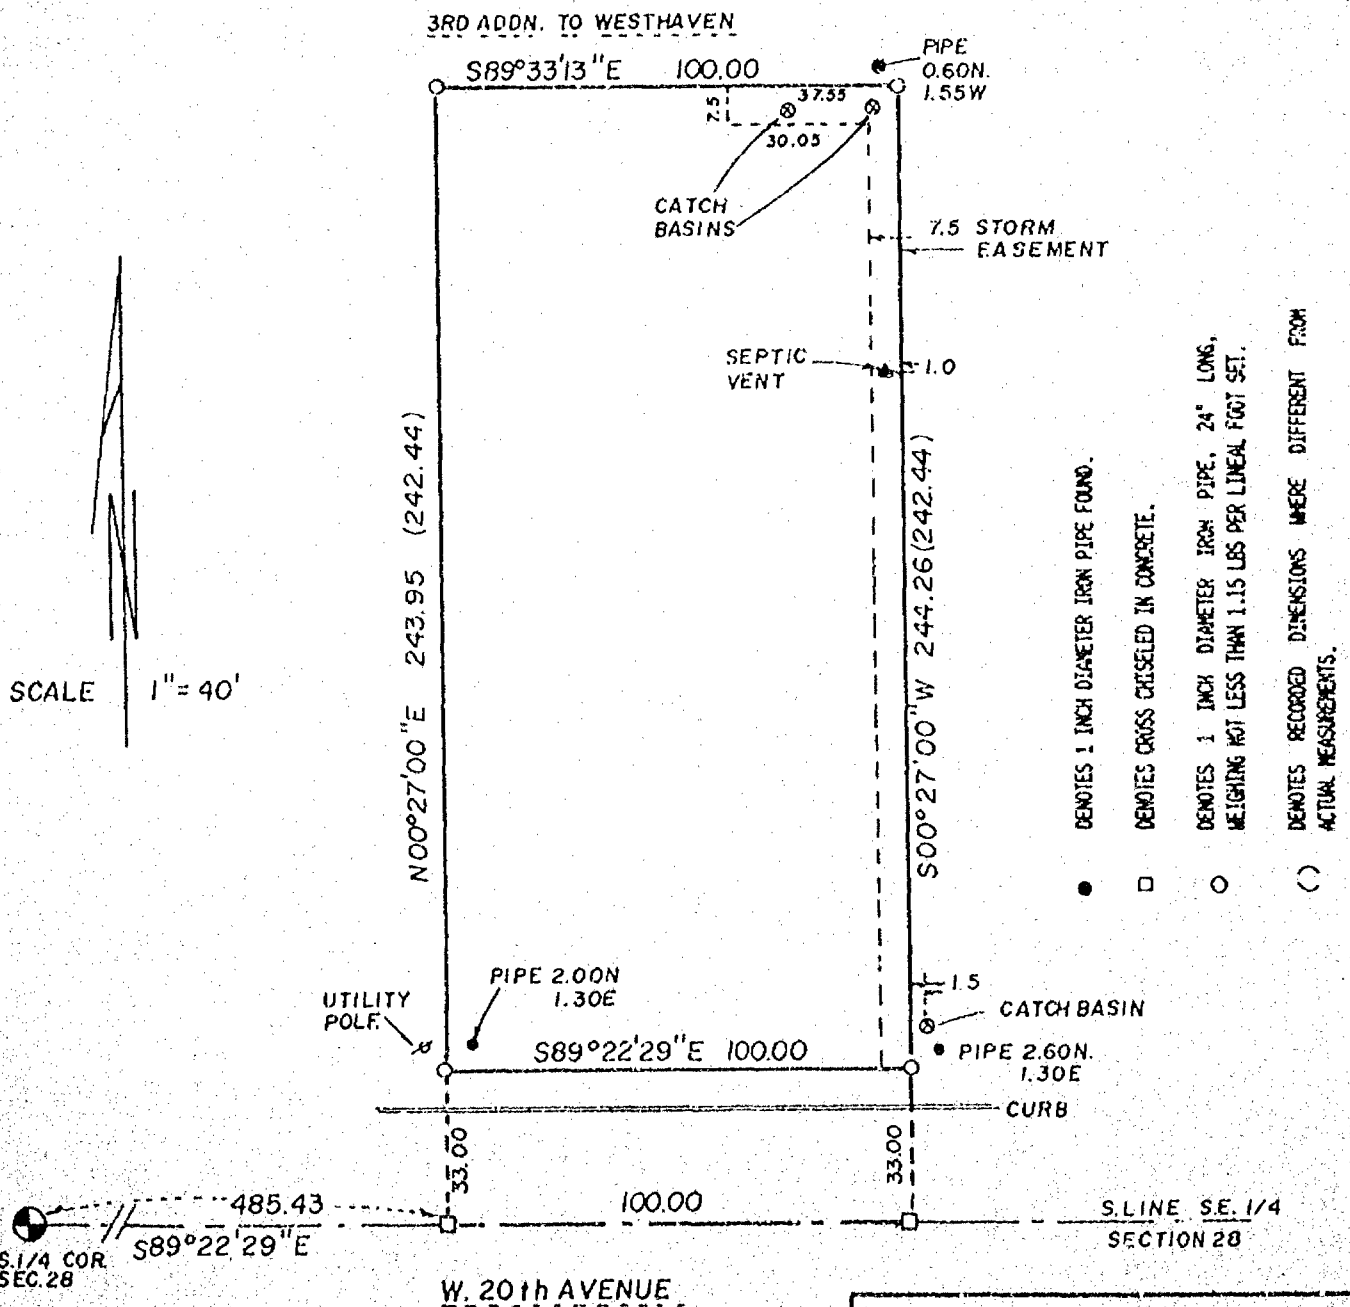 3RD ADDN. TO WESTHAVEN
S89°33'13"E 100.00
PIPE
0.60N.
1.55W
7.5
37.55
30.05
CATCH
BASINS
7.5 STORM
EASEMENT
SEPTIC
VENT
1.0
SCALE 1"=40'
N00°27'00"E 243.95 (242.44)
S00°27'00"W 244.26(242.44)
DENOTES 1 INCH DIAMETER IRON PIPE FOUND.
DENOTES CROSS CHISELED IN CONCRETE.
DENOTES 1 INCH DIAMETER IRON PIPE, 24" LONG,
WEIGHING NOT LESS THAN 1.15 LBS PER LINEAL FOOT SET.
( ) DENOTES RECORDED DIMENSIONS WHERE DIFFERENT FROM
ACTUAL MEASUREMENTS.
UTILITY
POLE
PIPE 2.00N
1.30E
1.5
CATCH BASIN
S89°22'29"E 100.00
PIPE 2.60N.
1.30E
CURB
33.00
33.00
485.43
100.00
S89°22'29"E
S.1/4 COR.
SEC.28
S.LINE S.E. 1/4
SECTION 28
W. 20th AVENUE